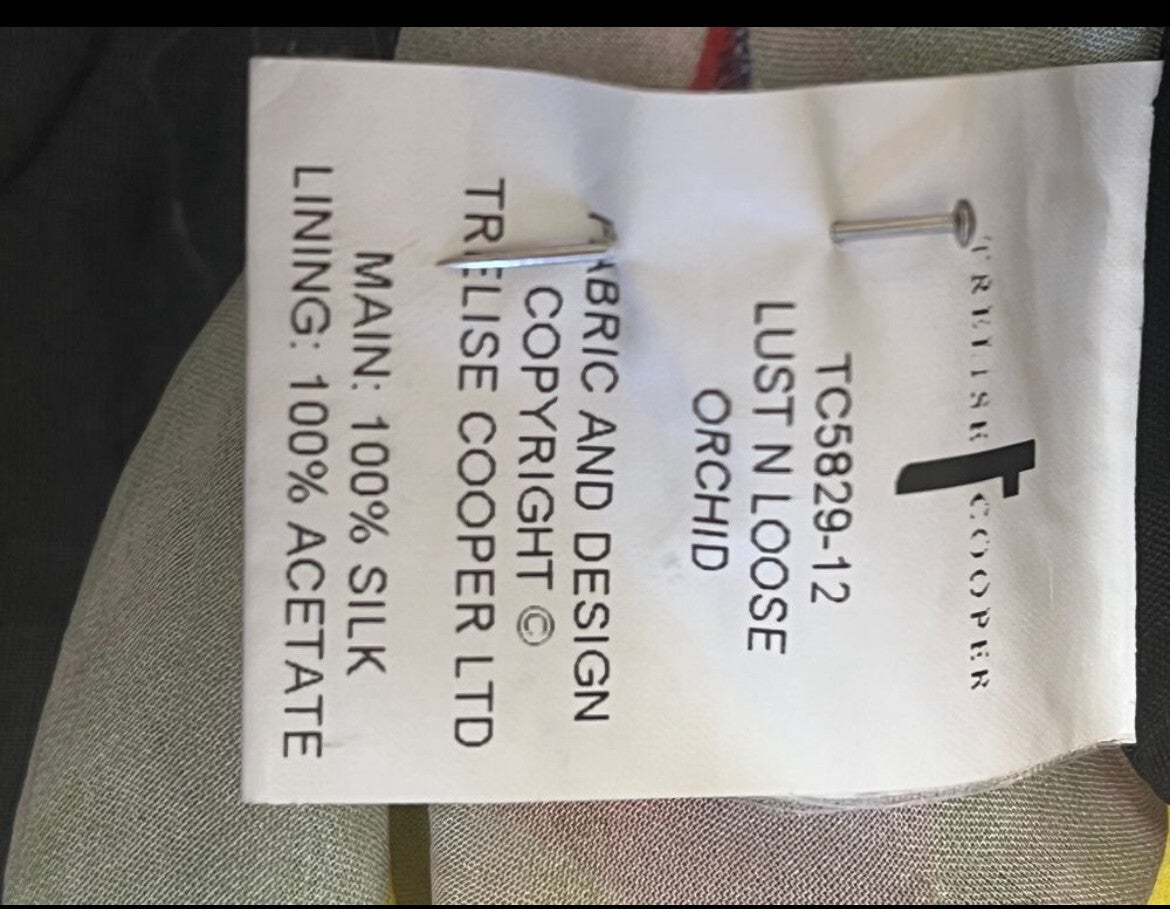 TRELISE COOPER
TC5829-12
LUST N LOOSE
ORCHID
FABRIC AND DESIGN
COPYRIGHT ©
TRELISE COOPER LTD
MAIN: 100% SILK
LINING: 100% ACETATE